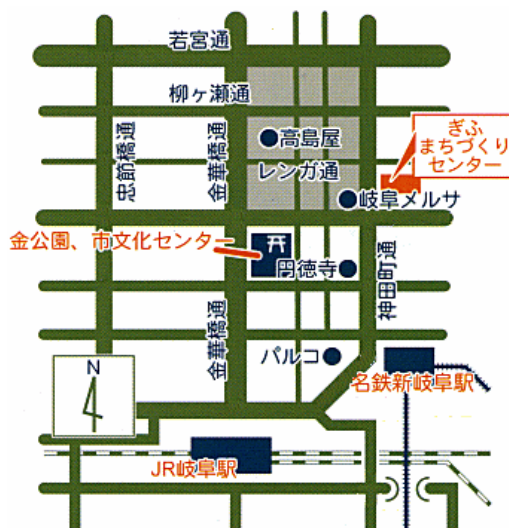 若宮通
柳ヶ瀬通
ぎふ
まちづくり
センター
高島屋
忠節橋通
金華橋通
レンガ通
岐阜メルサ
金公園、市文化センター
円徳寺
神田町通
金華橋通
パルコ
N
名鉄新岐阜駅
JR岐阜駅